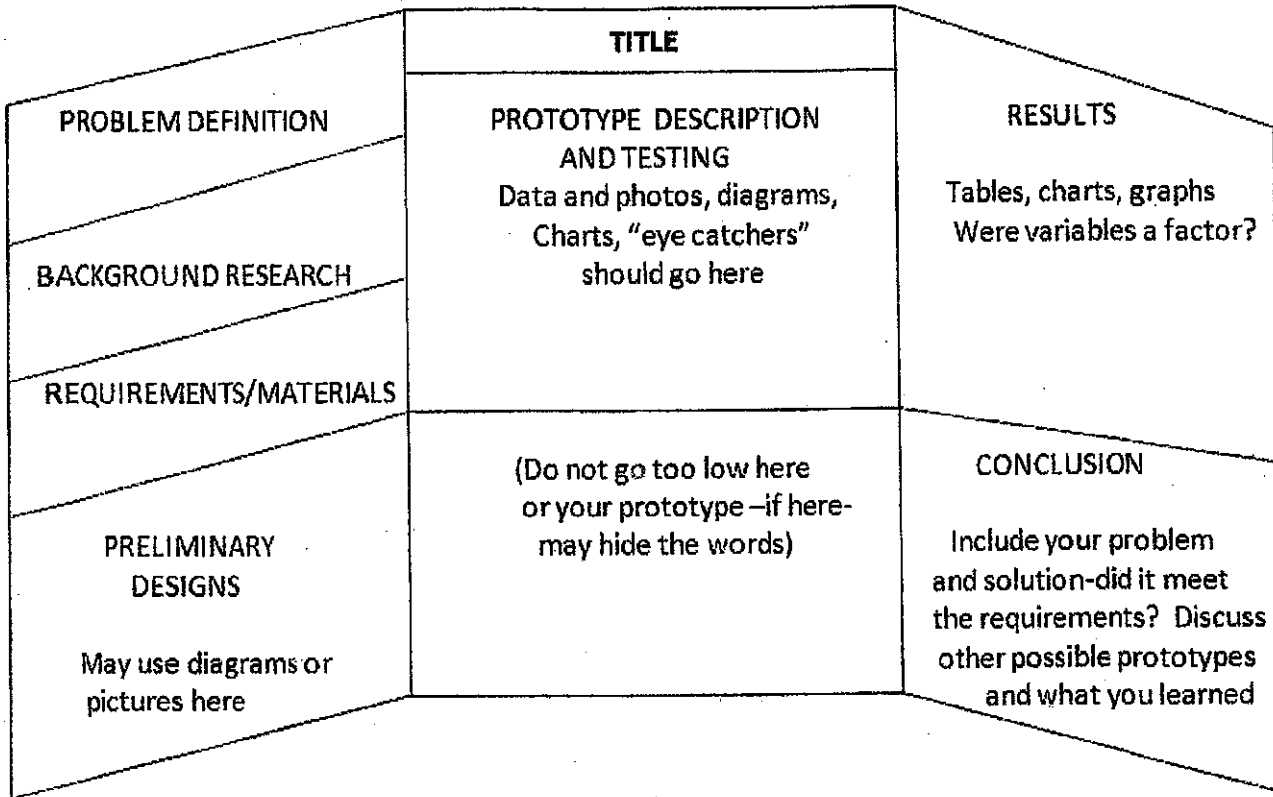 TITLE
PROBLEM DEFINITION
BACKGROUND RESEARCH
REQUIREMENTS/MATERIALS
PRELIMINARY
DESIGNS
May use diagrams or
pictures here
PROTOTYPE DESCRIPTION
AND TESTING
Data and photos, diagrams,
Charts, "eye catchers"
should go here
(Do not go too low here
or your prototype –if here-
may hide the words)
RESULTS
Tables, charts, graphs
Were variables a factor?
CONCLUSION
Include your problem
and solution-did it meet
the requirements? Discuss
other possible prototypes
and what you learned